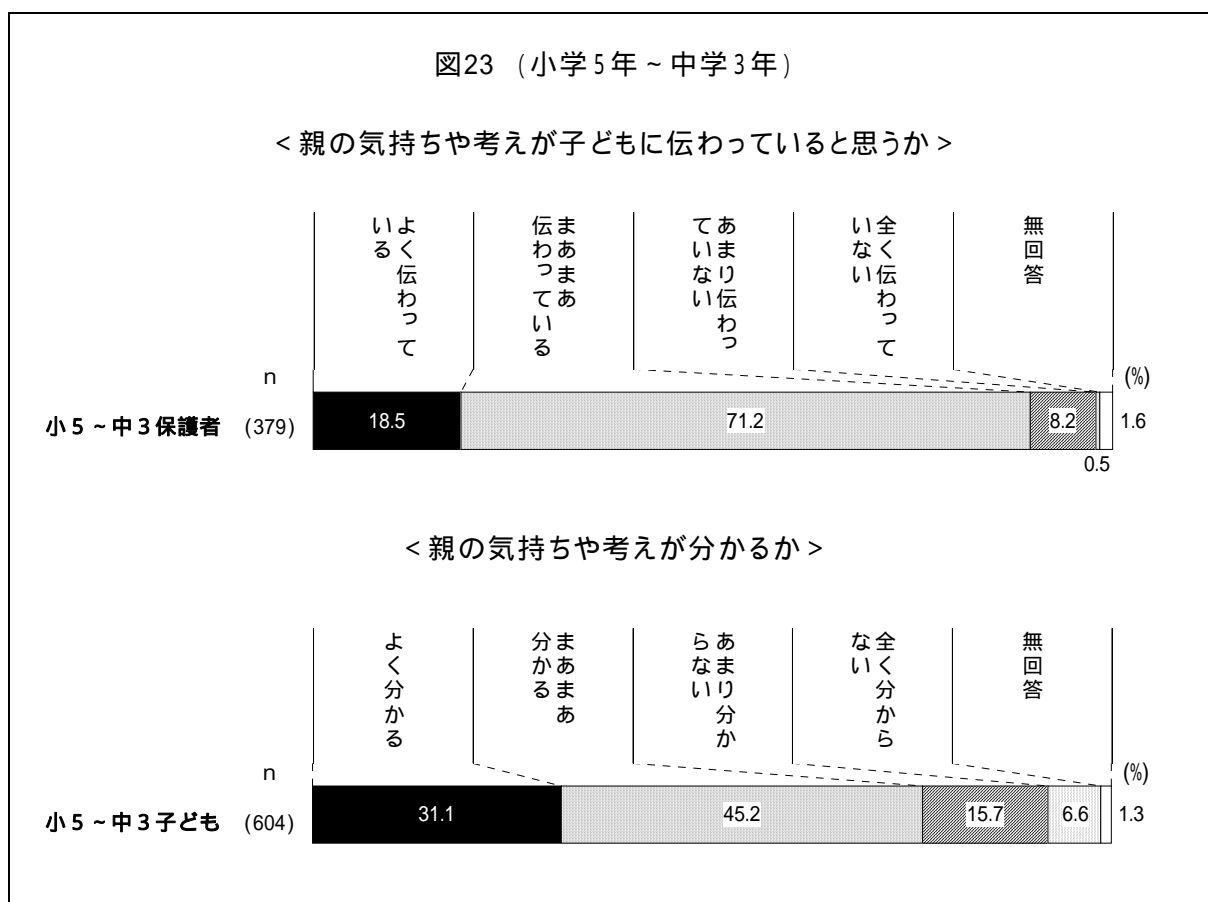 図23 （小学5年～中学3年）
＜親の気持ちや考えが子どもに伝わっていると思うか＞
よく伝わって
いる
まあまあ
伝わっている
あまり伝わっ
ていない
全く伝わって
いない
無回答
n
(%)
小5～中3保護者 (379)
18.5
71.2
8.2
1.6
0.5
＜親の気持ちや考えが分かるか＞
よく分かる
まあまあ
分かる
あまり分か
らない
全く分から
ない
無回答
n
(%)
小5～中3子ども (604)
31.1
45.2
15.7
6.6
1.3